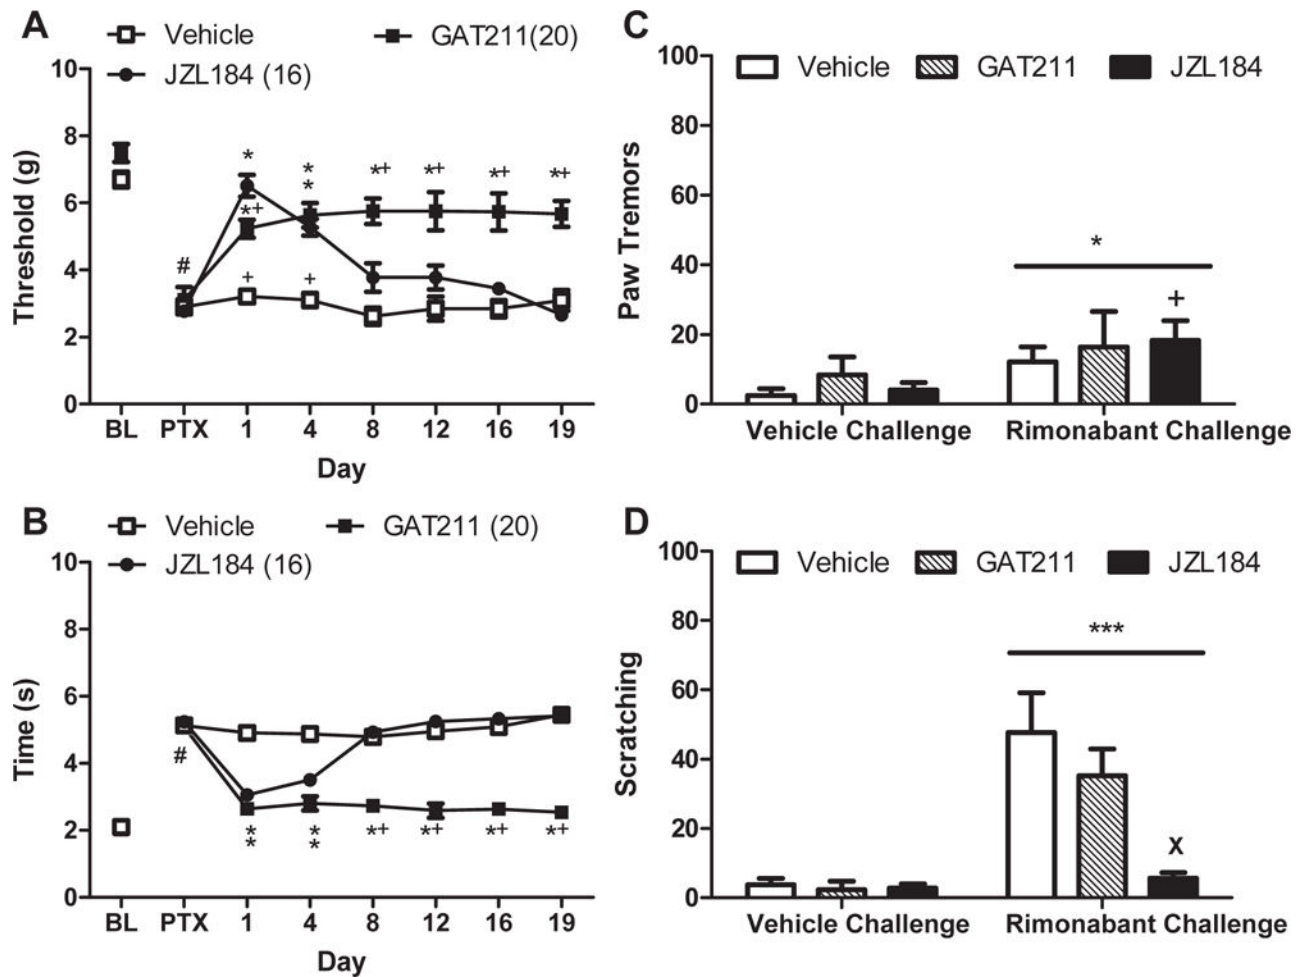 A
Vehicle
GAT211(20)
JZL184 (16)
Threshold (g)
10
8
6
4
2
0
#
*
*+
+
*
*
+
*+
*+
*+
*+
BL PTX 1 4 8 12 16 19
Day
B
Vehicle
GAT211 (20)
JZL184 (16)
Time (s)
10
8
6
4
2
0
#
*
*
*
*
*+
*+
*+
*+
BL PTX 1 4 8 12 16 19
Day
C
Vehicle GAT211 JZL184
Paw Tremors
100
80
60
40
20
0
*
+
Vehicle Challenge Rimonabant Challenge
D
Vehicle GAT211 JZL184
Scratching
100
80
60
40
20
0
***
X
Vehicle Challenge Rimonabant Challenge